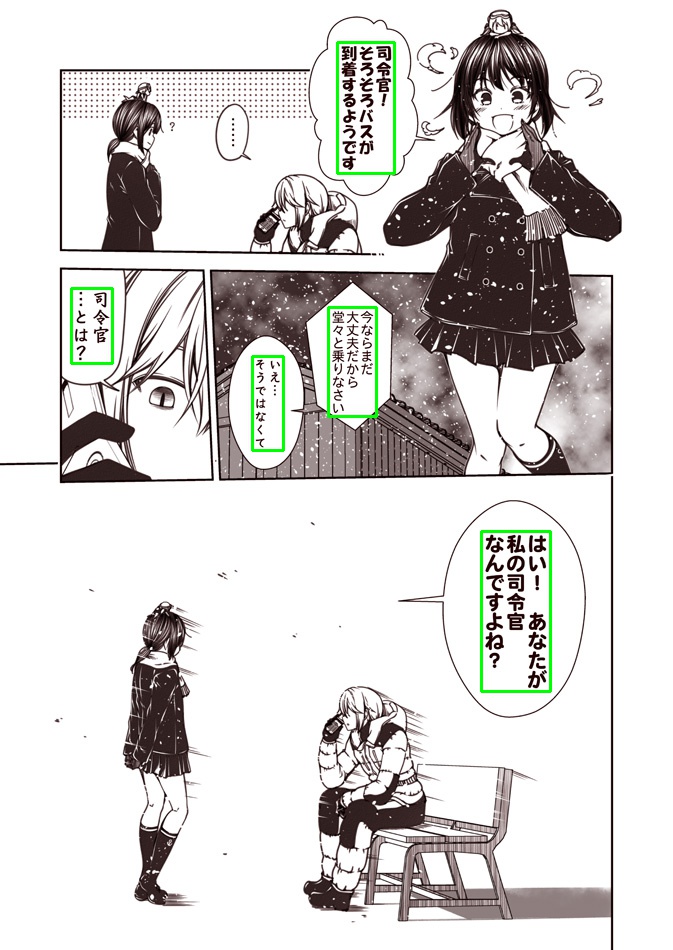 司令官！
そろそろバスが
到着するようです
……
？
今ならまだ
大丈夫だから
堂々と乗りなさい
いえ…
そうではなくて
司令官
…とは？
はい！　あなたが
私の司令官
なんですよね？